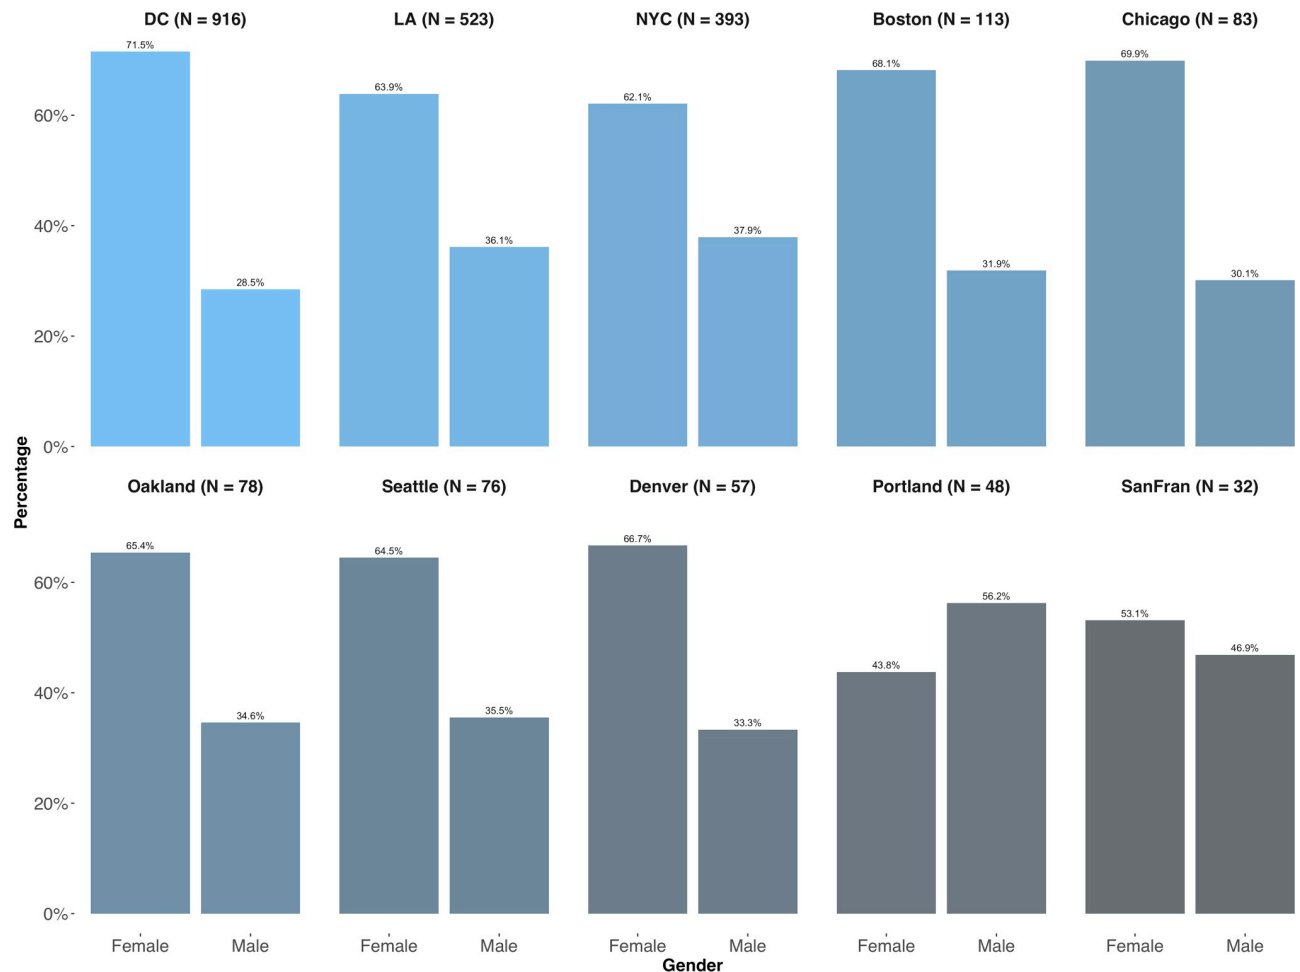 DC (N = 916) LA (N = 523) NYC (N = 393) Boston (N = 113) Chicago (N = 83)
71.5% 28.5% 63.9% 36.1% 62.1% 37.9% 68.1% 31.9% 69.9% 30.1%
60%
40%
20%
0%
Percentage
Oakland (N = 78) Seattle (N = 76) Denver (N = 57) Portland (N = 48) SanFran (N = 32)
65.4% 34.6% 64.5% 35.5% 66.7% 33.3% 43.8% 56.2% 53.1% 46.9%
60%
40%
20%
0%
Female Male Female Male Female Male Female Male Female Male
Gender